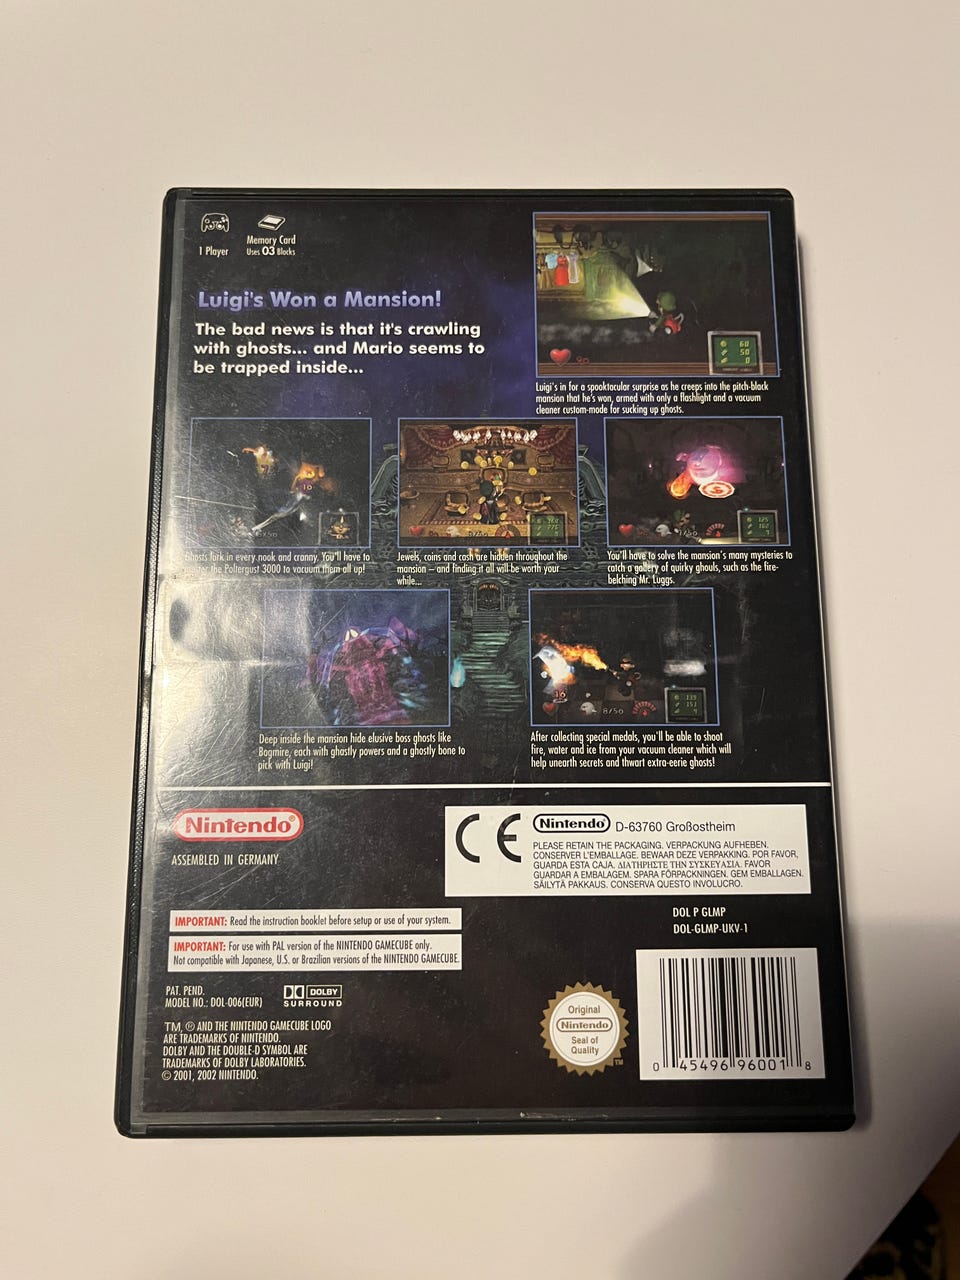 1 Player
Memory Card
Uses 03 Blocks
Luigi's Won a Mansion!
The bad news is that it's crawling
with ghosts... and Mario seems to
be trapped inside...
60
50
0
Luigi's in for a spooktacular surprise as he creeps into the pitch-black
mansion that he's won, armed with only a flashlight and a vacuum
cleaner custom-made for sucking up ghosts.
10
Ghosts lurk in every nook and cranny. You'll have to
the Poltergust 3000 to vacuum them all up!
Jewels, coins and cash are hidden throughout the
mansion – and finding it all will be worth your
while...
125
You'll have to solve the mansion's many mysteries to
catch a gallery of quirky ghouls, such as the fire-
belching Mr. Luggs.
Deep inside the mansion hide elusive boss ghosts like
Bogmire, each with ghastly powers and a ghostly bone to
pick with Luigi!
16
8/50
139
151
After collecting special medals, you'll be able to shoot
fire, water and ice from your vacuum cleaner which will
help unearth secrets and thwart extra-eerie ghosts!
Nintendo®
ASSEMBLED IN GERMANY
CE
Nintendo® D-63760 Großostheim
PLEASE RETAIN THE PACKAGING. VERPACKUNG AUFHEBEN.
CONSERVER L'EMBALLAGE. BEWAAR DEZE VERPAKKING. POR FAVOR,
GUARDA ESTA CAJA. ΔΙΑΤΗΡΗΣΤΕ ΤΗΝ ΣΥΣΚΕΥΑΣΙΑ. FAVOR
GUARDAR A EMBALAGEM. SPARA FÖRPACKNINGEN. GEM EMBALLAGEN.
SÄILYTÄ PAKKAUS. CONSERVA QUESTO INVOLUCRO.
DOL P GLMP
DOL-GLMP-UKV-1
IMPORTANT: Read the instruction booklet before setup or use of your system.
IMPORTANT: For use with PAL version of the NINTENDO GAMECUBE only.
Not compatible with Japanese, U.S. or Brazilian versions of the NINTENDO GAMECUBE.
PAT. PEND.
MODEL NO.: DOL-006(EUR)
DOLBY
SURROUND
TM, ® AND THE NINTENDO GAMECUBE LOGO
ARE TRADEMARKS OF NINTENDO.
DOLBY AND THE DOUBLE-D SYMBOL ARE
TRADEMARKS OF DOLBY LABORATORIES.
© 2001, 2002 NINTENDO.
Original
Nintendo
Seal of
Quality
TM
0 45496 96001 8